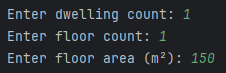 Enter dwelling count: 1
Enter floor count: 1
Enter floor area (m²): 150